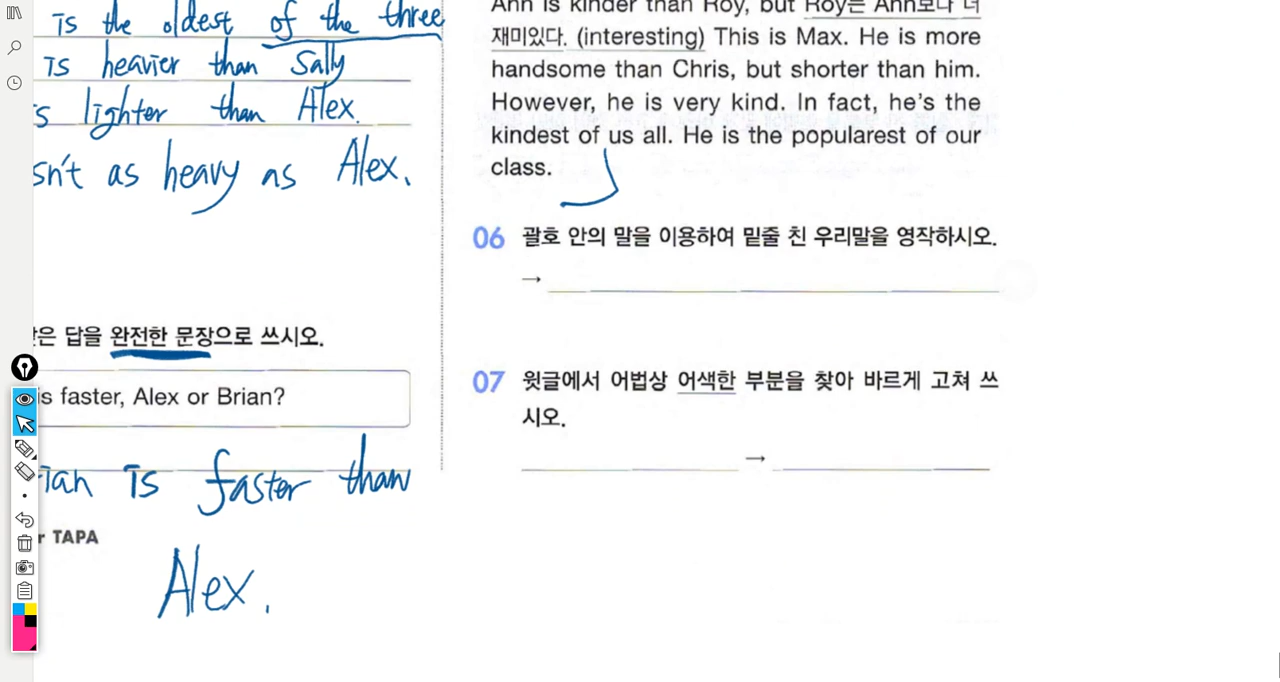 is the oldest of the three
is heavier than Sally
s lighter than Alex.
sn't as heavy as Alex.
은 답을 완전한 문장으로 쓰시오.
is faster, Alex or Brian?
ian is faster than
Alex.
r TAPA
Ann is kinder than Roy, but Roy는 Ann보다 더
재미있다. (interesting) This is Max. He is more
handsome than Chris, but shorter than him.
However, he is very kind. In fact, he's the
kindest of us all. He is the popularest of our
class.
06 괄호 안의 말을 이용하여 밑줄 친 우리말을 영작하시오.
→
07 윗글에서 어법상 어색한 부분을 찾아 바르게 고쳐 쓰
시오.
→